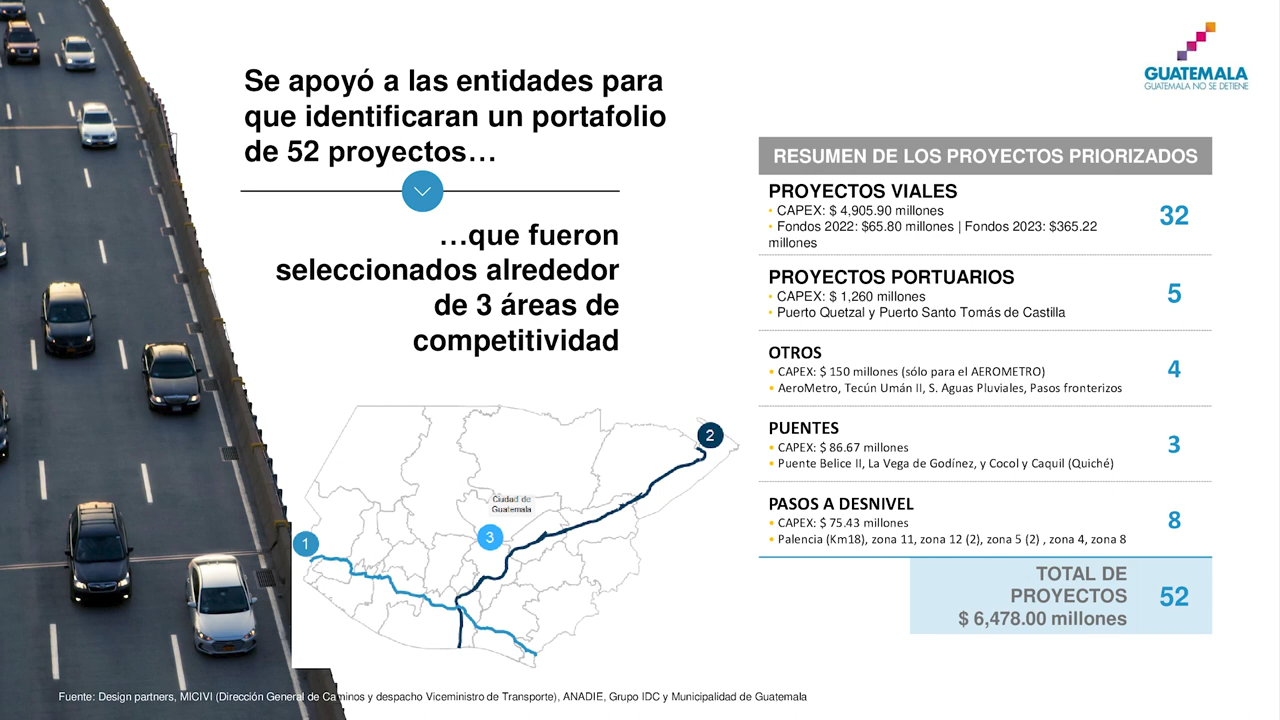 GUATEMALA
GUATEMALA NO SE DETIENE
Se apoyó a las entidades para
que identificaran un portafolio
de 52 proyectos…
…que fueron
seleccionados alrededor
de 3 áreas de
competitividad
RESUMEN DE LOS PROYECTOS PRIORIZADOS
PROYECTOS VIALES
• CAPEX: $ 4,905.90 millones
• Fondos 2022: $65.80 millones | Fondos 2023: $365.22
millones
32
PROYECTOS PORTUARIOS
• CAPEX: $ 1,260 millones
• Puerto Quetzal y Puerto Santo Tomás de Castilla
5
OTROS
• CAPEX: $ 150 millones (sólo para el AEROMETRO)
• AeroMetro, Tecún Umán II, S. Aguas Pluviales, Pasos fronterizos
4
PUENTES
• CAPEX: $ 86.67 millones
• Puente Belice II, La Vega de Godínez, y Cocol y Caquil (Quiché)
3
PASOS A DESNIVEL
• CAPEX: $ 75.43 millones
• Palencia (Km18), zona 11, zona 12 (2), zona 5 (2) , zona 4, zona 8
8
TOTAL DE
PROYECTOS
$ 6,478.00 millones
52
2
Ciudad de
Guatemala
3
1
Fuente: Design partners, MICIVI (Dirección General de Caminos y despacho Viceministro de Transporte), ANADIE, Grupo IDC y Municipalidad de Guatemala